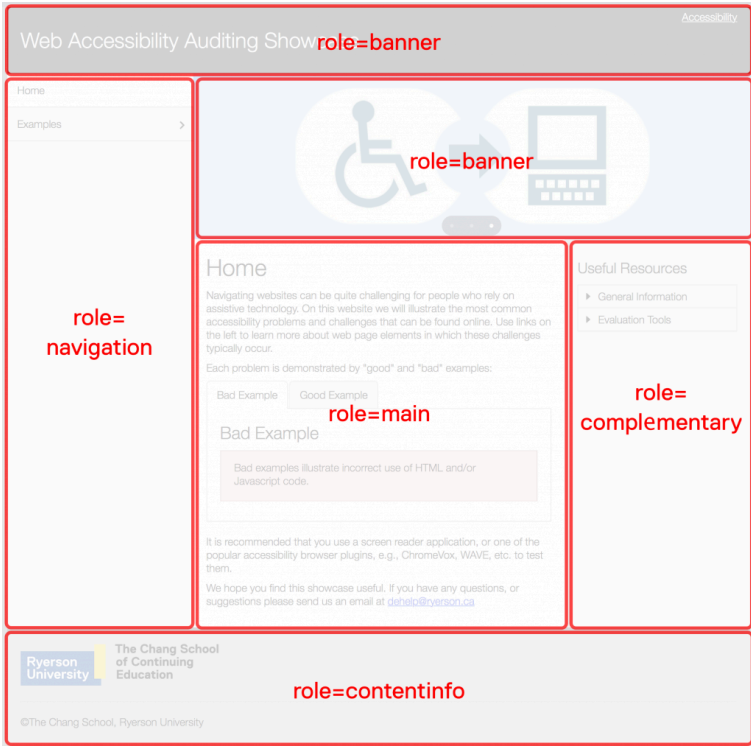 Accessibility
Web Accessibility Auditing Showcase
role=banner
Home
Examples
role=banner
role=
navigation
Home
Navigating websites can be quite challenging for people who rely on
assistive technology. On this website we will illustrate the most common
accessibility problems and challenges that can be found online. Use links on
the left to learn more about web page elements in which these challenges
typically occur.
Each problem is demonstrated by "good" and "bad" examples:
Bad Example Good Example
role=main
Bad Example
Bad examples illustrate incorrect use of HTML and/or
Javascript code.
It is recommended that you use a screen reader application, or one of the
popular accessibility browser plugins, e.g., ChromeVox, WAVE, etc. to test
them.
We hope you find this showcase useful. If you have any questions, or
suggestions please send us an email at dehelp@ryerson.ca
Useful Resources
General Information
Evaluation Tools
role=
complementary
Ryerson
University
The Chang School
of Continuing
Education
role=contentinfo
©The Chang School, Ryerson University